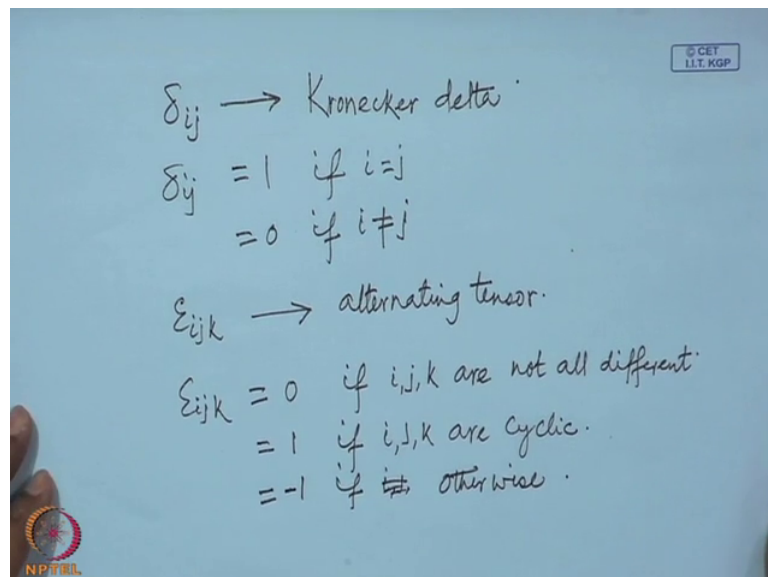 © CET
I.I.T. KGP
δij → Kronecker delta.
δij = 1 if i=j
= 0 if i≠j
εijk → alternating tensor.
εijk = 0 if i,j,k are not all different.
= 1 if i,j,k are cyclic.
= -1 if otherwise.
NPTEL